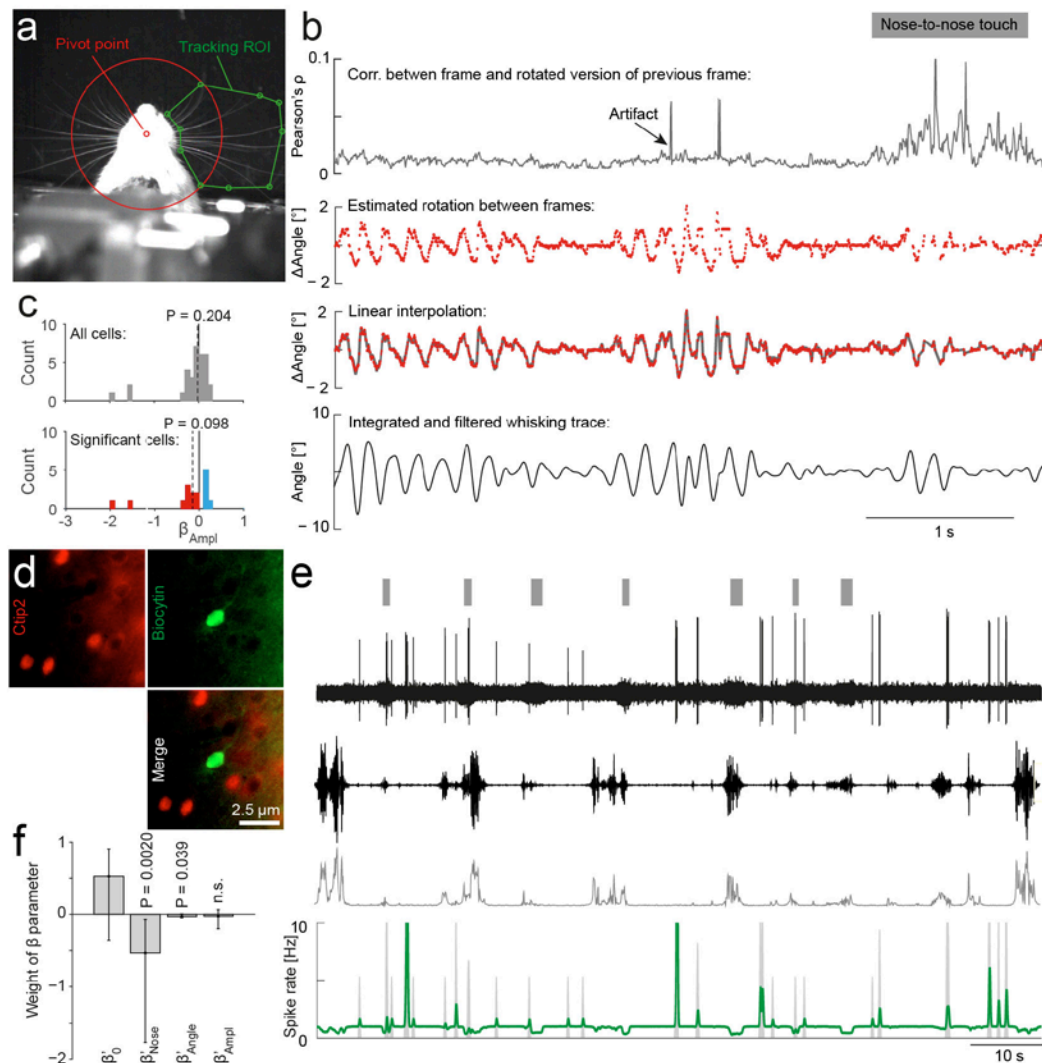 a
Pivot point
Tracking ROI
b
Nose-to-nose touch
0.1
Corr. betwen frame and rotated version of previous frame:
Artifact
Pearson's ρ
0
2
Estimated rotation between frames:
ΔAngle [°]
− 2
2
Linear interpolation:
ΔAngle [°]
− 2
10
Integrated and filtered whisking trace:
Angle [°]
− 10
1 s
c
P = 0.204
10
All cells:
5
Count
0
P = 0.098
10
Significant cells:
5
Count
0
-3 -2 -1 0 1
βAmpl
d
Ctip2
Biocytin
Merge
2.5 µm
e
10
5
0
Spike rate [Hz]
10 s
f
1
0
−1
−2
Weight of β parameter
P = 0.0020
P = 0.039
n.s.
β'0
β'Nose
β'Angle
β'Ampl